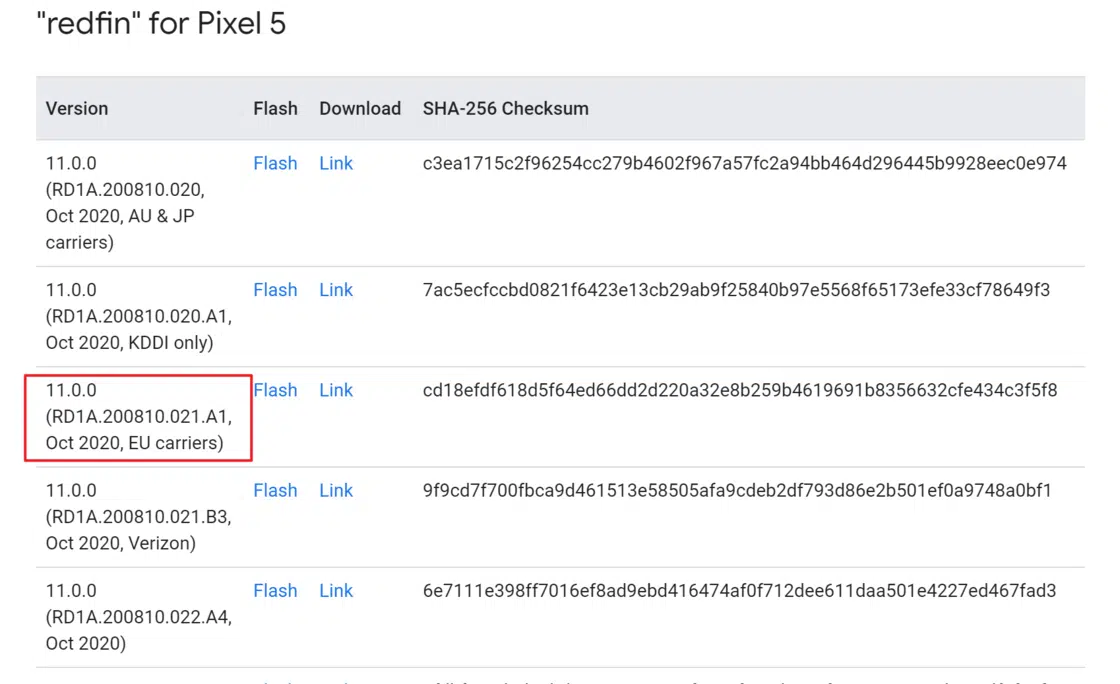 "redfin" for Pixel 5
Version Flash Download SHA-256 Checksum
11.0.0 Flash Link c3ea1715c2f96254cc279b4602f967a57fc2a94bb464d296445b9928eec0e974
(RD1A.200810.020,
Oct 2020, AU & JP
carriers)
11.0.0 Flash Link 7ac5ecfccbd0821f6423e13cb29ab9f25840b97e5568f65173efe33cf78649f3
(RD1A.200810.020.A1,
Oct 2020, KDDI only)
11.0.0 Flash Link cd18efdf618d5f64ed66dd2d220a32e8b259b4619691b8356632cfe434c3f5f8
(RD1A.200810.021.A1,
Oct 2020, EU carriers)
11.0.0 Flash Link 9f9cd7f700fbca9d461513e58505afa9cdeb2df793d86e2b501ef0a9748a0bf1
(RD1A.200810.021.B3,
Oct 2020, Verizon)
11.0.0 Flash Link 6e7111e398ff7016ef8ad9ebd416474af0f712dee611daa501e4227ed467fad3
(RD1A.200810.022.A4,
Oct 2020)